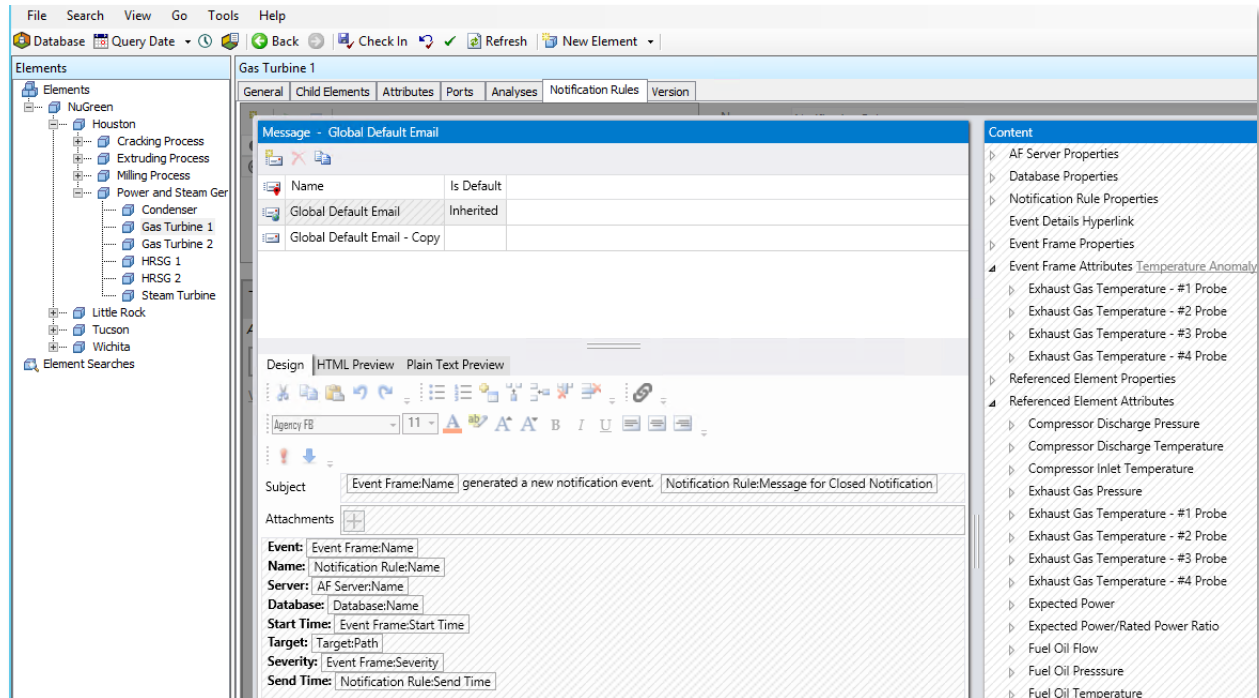 File Search View Go Tools Help
Database Query Date Back Check In Refresh New Element
Elements
Elements
NuGreen
Houston
Cracking Process
Extruding Process
Milling Process
Power and Steam Ger
Condenser
Gas Turbine 1
Gas Turbine 2
HRSG 1
HRSG 2
Steam Turbine
Little Rock
Tucson
Wichita
Element Searches
Gas Turbine 1
General Child Elements Attributes Ports Analyses Notification Rules Version
Message - Global Default Email
Name Is Default
Global Default Email Inherited
Global Default Email - Copy
Design HTML Preview Plain Text Preview
Agency FB 11 A A A B I U
Subject Event Frame:Name generated a new notification event. Notification Rule:Message for Closed Notification
Attachments
Event: Event Frame:Name
Name: Notification Rule:Name
Server: AF Server:Name
Database: Database:Name
Start Time: Event Frame:Start Time
Target: Target:Path
Severity: Event Frame:Severity
Send Time: Notification Rule:Send Time
Content
AF Server Properties
Database Properties
Notification Rule Properties
Event Details Hyperlink
Event Frame Properties
Event Frame Attributes Temperature Anomaly
Exhaust Gas Temperature - #1 Probe
Exhaust Gas Temperature - #2 Probe
Exhaust Gas Temperature - #3 Probe
Exhaust Gas Temperature - #4 Probe
Referenced Element Properties
Referenced Element Attributes
Compressor Discharge Pressure
Compressor Discharge Temperature
Compressor Inlet Temperature
Exhaust Gas Pressure
Exhaust Gas Temperature - #1 Probe
Exhaust Gas Temperature - #2 Probe
Exhaust Gas Temperature - #3 Probe
Exhaust Gas Temperature - #4 Probe
Expected Power
Expected Power/Rated Power Ratio
Fuel Oil Flow
Fuel Oil Presssure
Fuel Oil Temperature